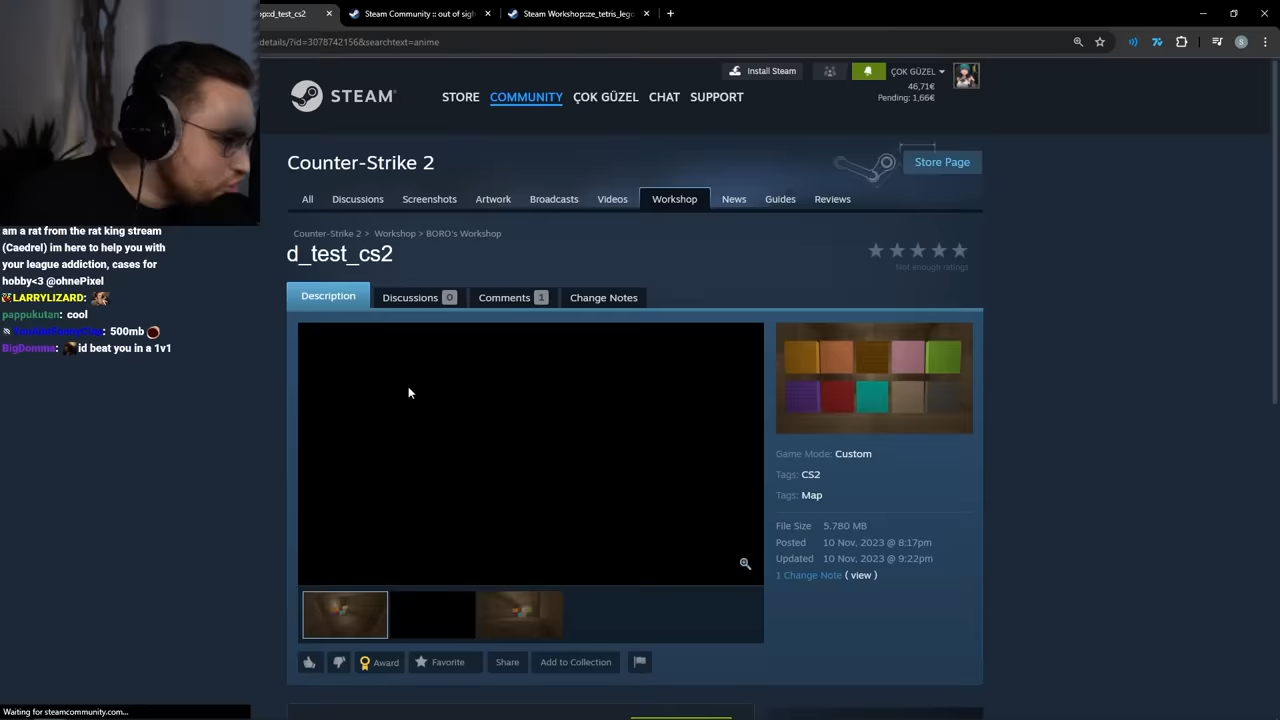 op::d_test_cs2
Steam Community :: out of sigh
Steam Workshop::ze_tetris_lego
details/?id=3078742156&searchtext=anime
Install Steam
ÇOK GÜZEL
46,71€
Pending: 1,66€
STEAM
STORE COMMUNITY ÇOK GÜZEL CHAT SUPPORT
Counter-Strike 2
Store Page
All Discussions Screenshots Artwork Broadcasts Videos Workshop News Guides Reviews
Counter-Strike 2 > Workshop > BORO's Workshop
d_test_cs2
Not enough ratings
Description Discussions 0 Comments 1 Change Notes
am a rat from the rat king stream
(Caedrel) im here to help you with
your league addiction, cases for
hobby<3 @ohnePixel
LARRYLIZARD:
pappukutan: cool
500mb
BigDomma: id beat you in a 1v1
Game Mode: Custom
Tags: CS2
Tags: Map
File Size 5.780 MB
Posted 10 Nov, 2023 @ 8:17pm
Updated 10 Nov, 2023 @ 9:22pm
1 Change Note ( view )
Award Favorite Share Add to Collection
Waiting for steamcommunity.com...